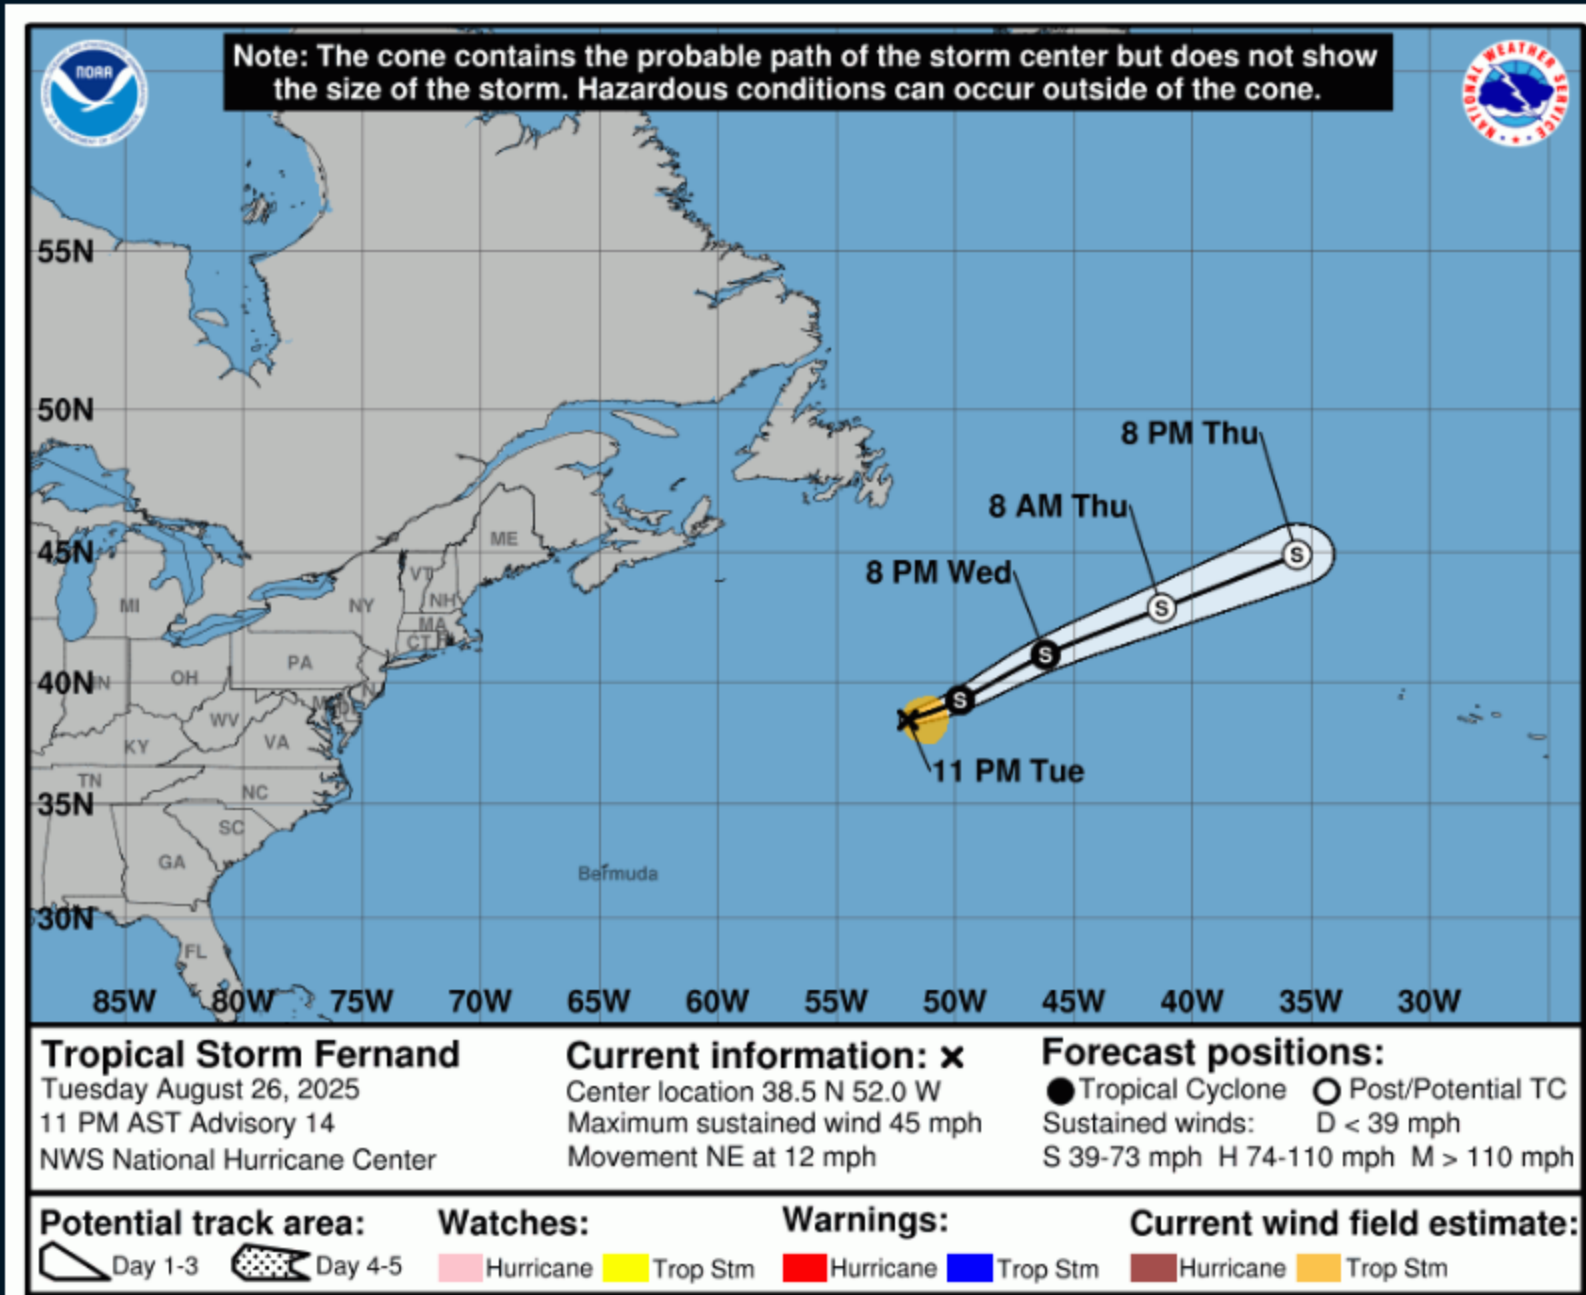 Note: The cone contains the probable path of the storm center but does not show
the size of the storm. Hazardous conditions can occur outside of the cone.
NOAA
NATIONAL WEATHER SERVICE
55N
50N
8 PM Thu
8 AM Thu
45N
ME
8 PM Wed
VT
MI
NY
NH
MA
CT
PA
OH
40N
WV
VA
KY
11 PM Tue
TN
NC
35N
SC
GA
Bermuda
30N
FL
85W 80W 75W 70W 65W 60W 55W 50W 45W 40W 35W 30W
S
S
S
S
Tropical Storm Fernand
Tuesday August 26, 2025
11 PM AST Advisory 14
NWS National Hurricane Center
Current information: x
Center location 38.5 N 52.0 W
Maximum sustained wind 45 mph
Movement NE at 12 mph
Forecast positions:
Tropical Cyclone Post/Potential TC
Sustained winds: D < 39 mph
S 39-73 mph H 74-110 mph M > 110 mph
Potential track area:
Day 1-3 Day 4-5
Watches:
Hurricane Trop Stm
Warnings:
Hurricane Trop Stm
Current wind field estimate:
Hurricane Trop Stm